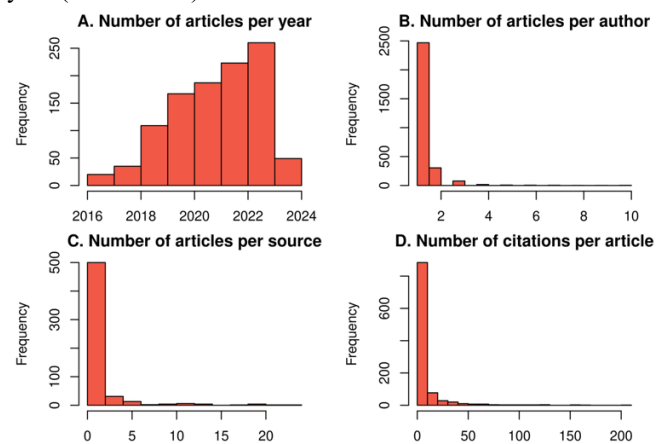 A. Number of articles per year
Frequency
0 50 150 250
2016 2018 2020 2022 2024
B. Number of articles per author
Frequency
0 500 1500 2500
2 4 6 8 10
C. Number of articles per source
Frequency
0 100 300 500
0 5 10 15 20
D. Number of citations per article
Frequency
0 200 600
0 50 100 150 200